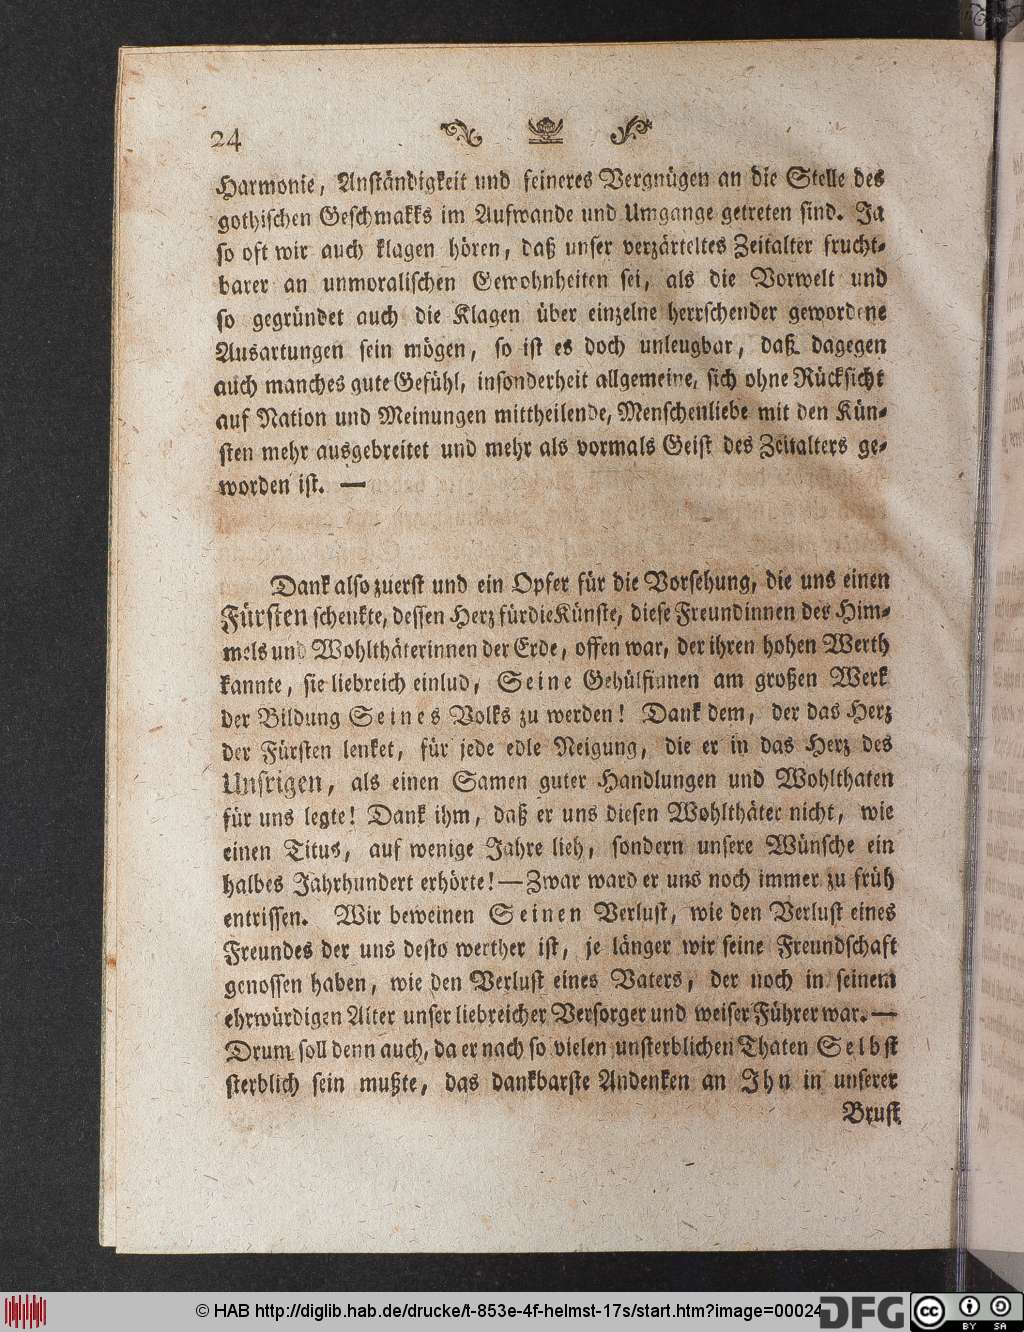 24
Harmonie, Anständigkeit und feineres Vergnügen an die Stelle des
gothischen Geschmakks im Aufwande und Umgange getreten sind. Ja
so oft wir auch klagen hören, daß unser verzärteltes Zeitalter frucht-
barer an unmoralischen Gewohnheiten sei, als die Vorwelt und
so gegründet auch die Klagen über einzelne herrschender gewordene
Ausartungen sein mögen, so ist es doch unleugbar, daß dagegen
auch manches gute Gefühl, insonderheit allgemeine, sich ohne Rücksicht
auf Nation und Meinungen mittheilende, Menschenliebe mit den Kün-
sten mehr ausgebreitet und mehr als vormals Geist des Zeitalters ge-
worden ist. —
Dank also zuerst und ein Opfer für die Vorsehung, die uns einen
Fürsten schenkte, dessen Herz für die Künste, diese Freundinnen des Him-
mels und Wohlthäterinnen der Erde, offen war, der ihren hohen Werth
kannte, sie liebreich einlud, Seine Gehülfinnen am großen Werk
der Bildung Seines Volks zu werden! Dank dem, der das Herz
der Fürsten lenket, für jede edle Neigung, die er in das Herz des
Unsrigen, als einen Samen guter Handlungen und Wohlthaten
für uns legte! Dank ihm, daß er uns diesen Wohlthäter nicht, wie
einen Titus, auf wenige Jahre lieh, sondern unsere Wünsche ein
halbes Jahrhundert erhörte! — Zwar ward er uns noch immer zu früh
entrissen. Wir beweinen Seinen Verlust, wie den Verlust eines
Freundes der uns desto werther ist, je länger wir seine Freundschaft
genossen haben, wie den Verlust eines Vaters, der noch in seinem
ehrwürdigen Alter unser liebreicher Versorger und weiser Führer war. —
Drum soll denn auch, da er nach so vielen unsterblichen Thaten Selbst
sterblich sein mußte, das dankbarste Andenken an Ihn in unserer
Brust
© HAB http://diglib.hab.de/drucke/t-853e-4f-helmst-17s/start.htm?image=00024
DFG
cc
BY SA